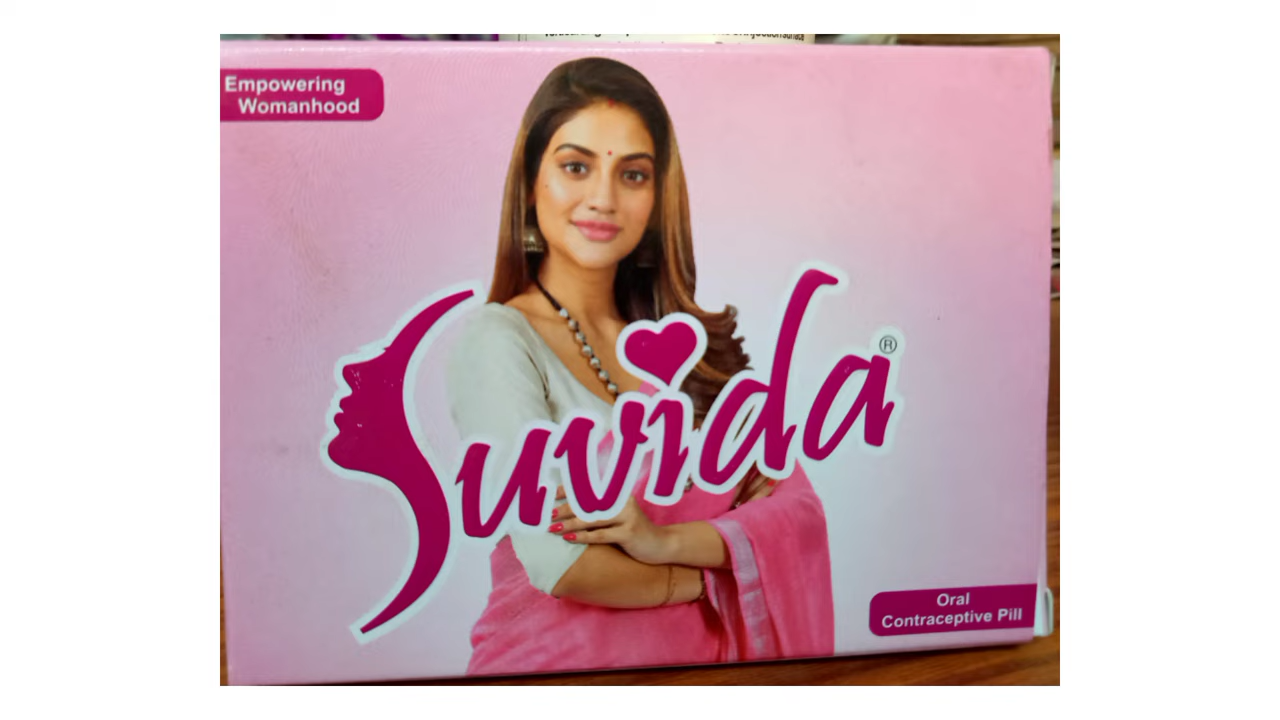 Empowering
Womanhood
Suvida®
Oral
Contraceptive Pill